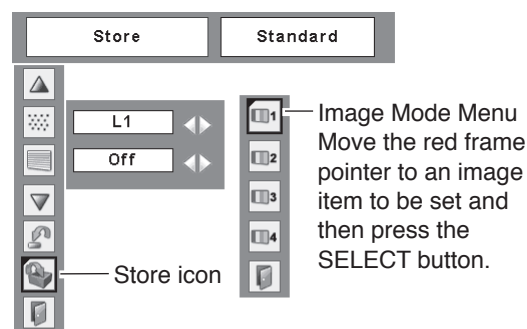 Store Standard
L1
Off
1
2
3
4
Image Mode Menu
Move the red frame
pointer to an image
item to be set and
then press the
SELECT button.
Store icon